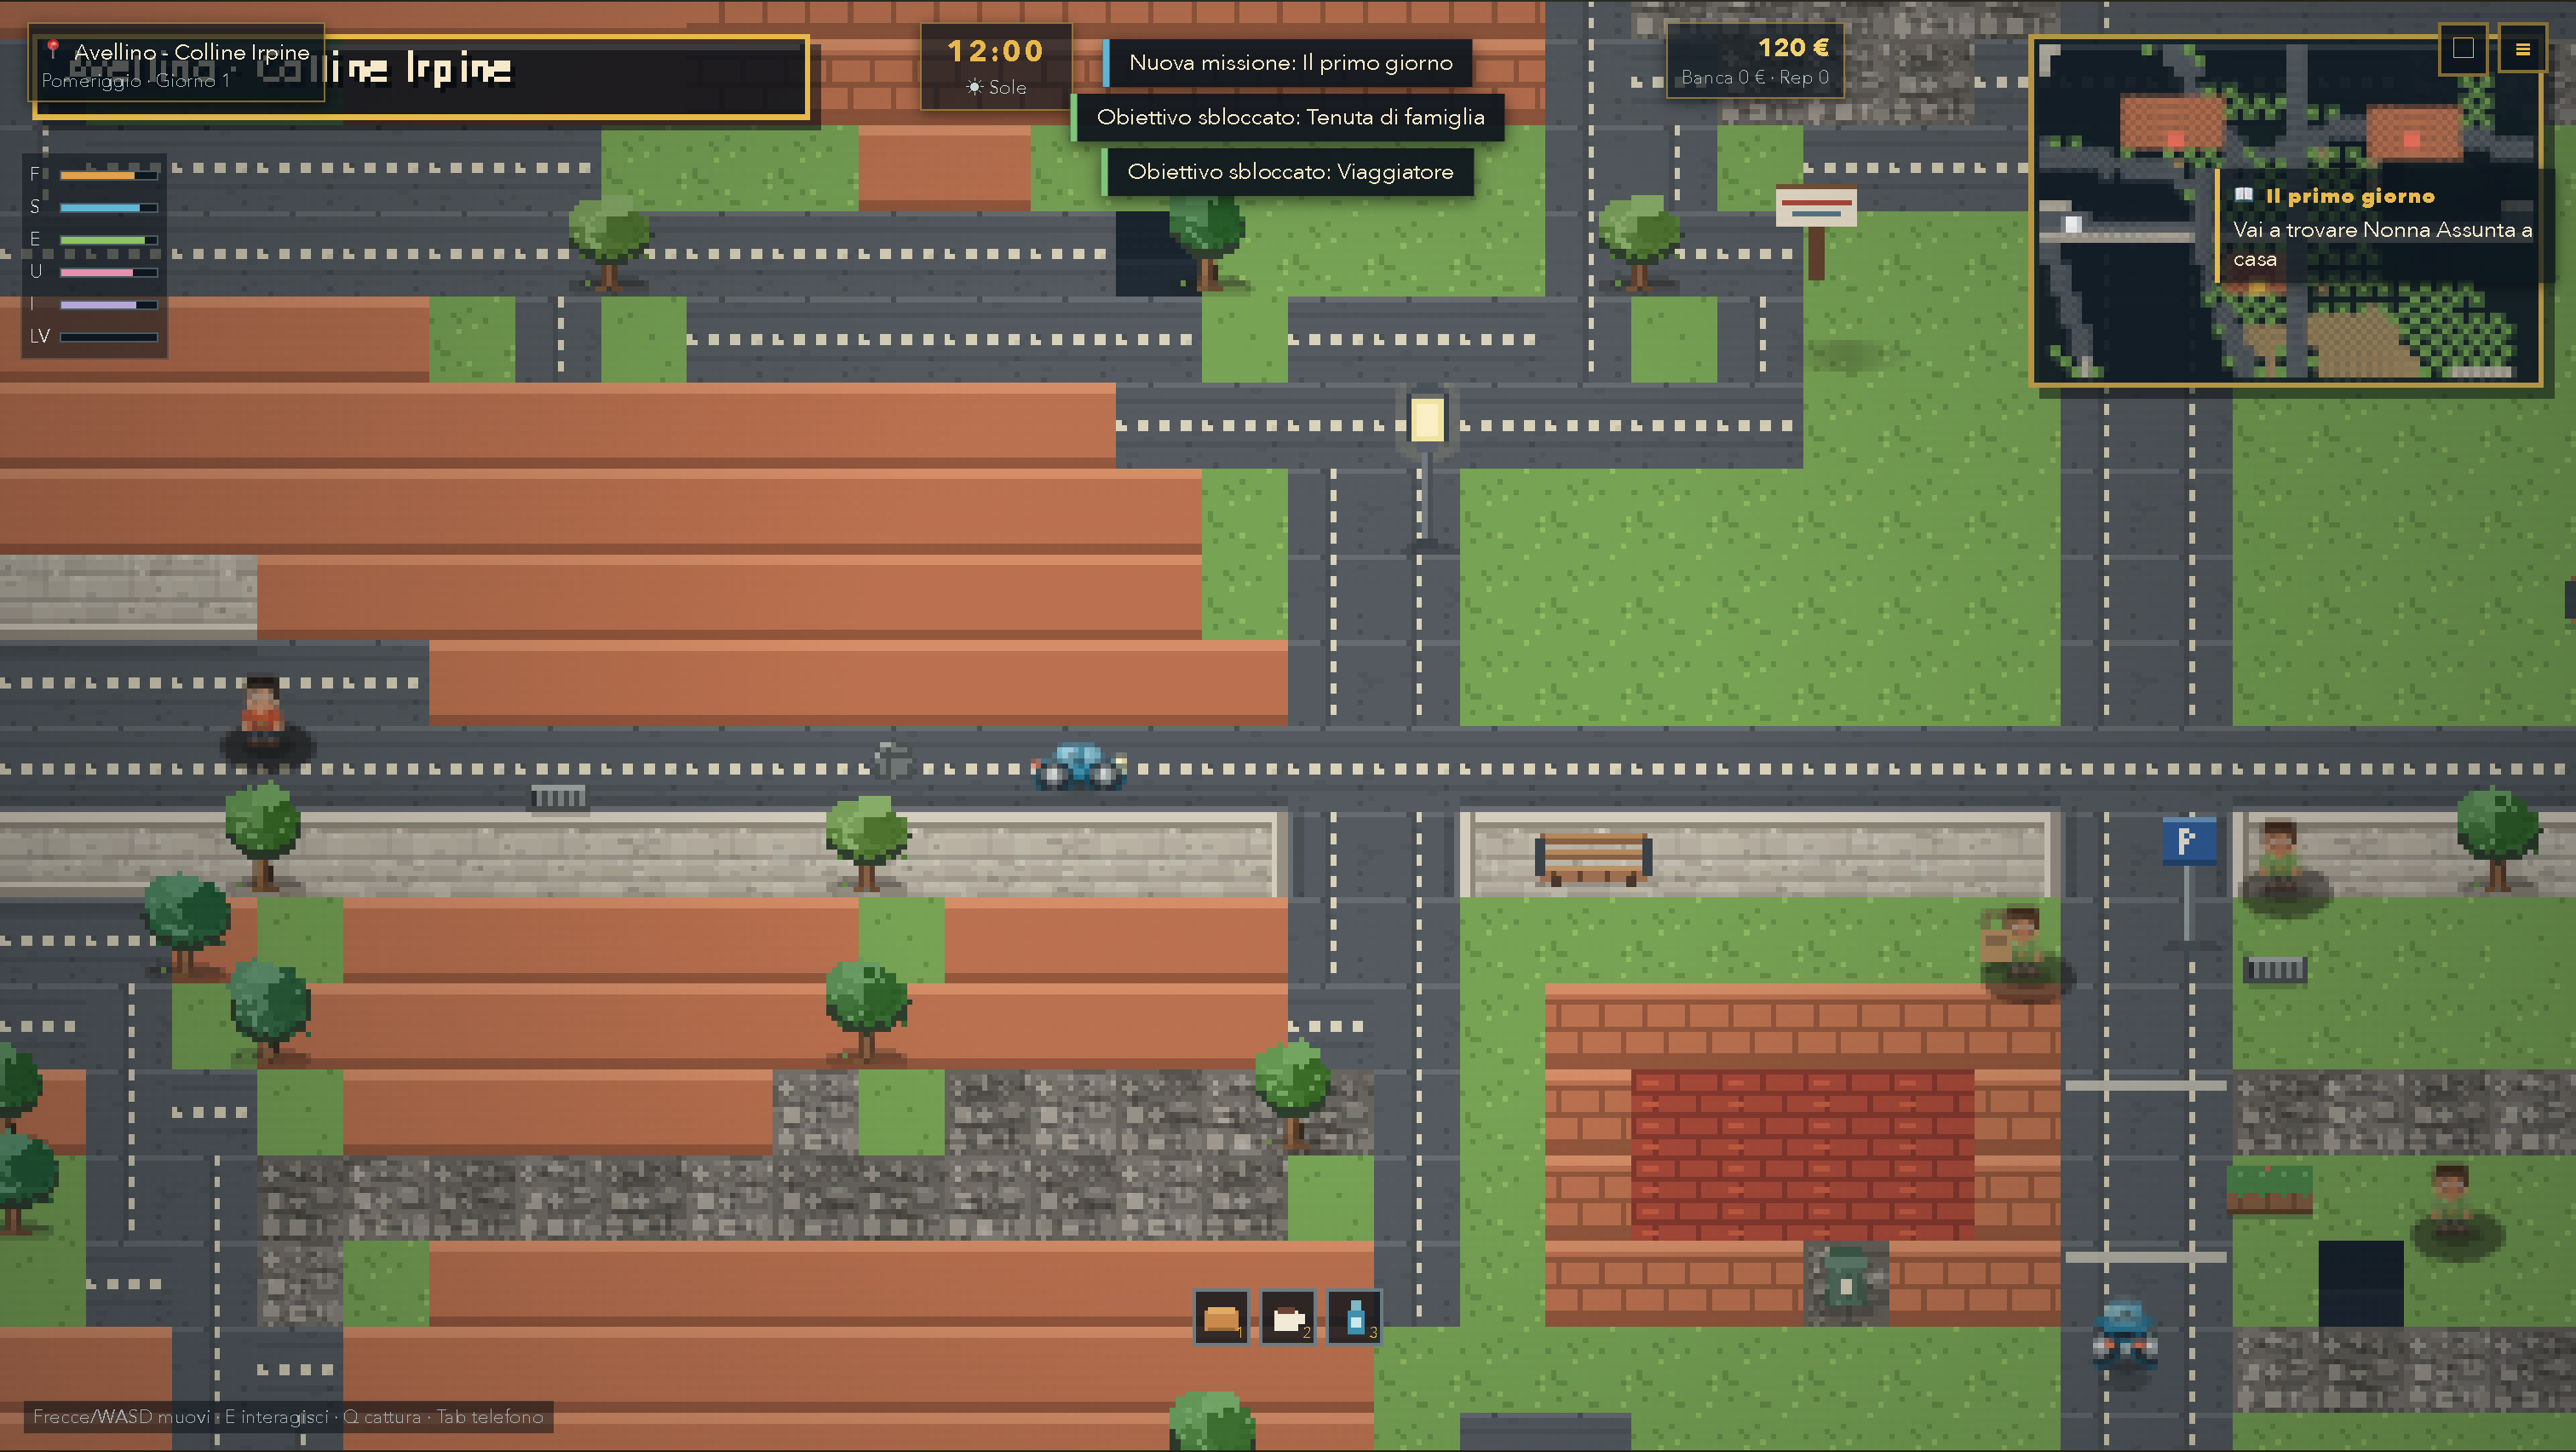 Avellino - Colline Irpine
Pomeriggio · Giorno 1
line Irpine
12:00
Sole
Nuova missione: Il primo giorno
Obiettivo sbloccato: Tenuta di famiglia
Obiettivo sbloccato: Viaggiatore
120 €
Banca 0 € · Rep 0
Il primo giorno
Vai a trovare Nonna Assunta a
casa
F
S
E
U
I
LV
P
1
2
3
Frecce/WASD muovi · E interagisci · Q cattura · Tab telefono